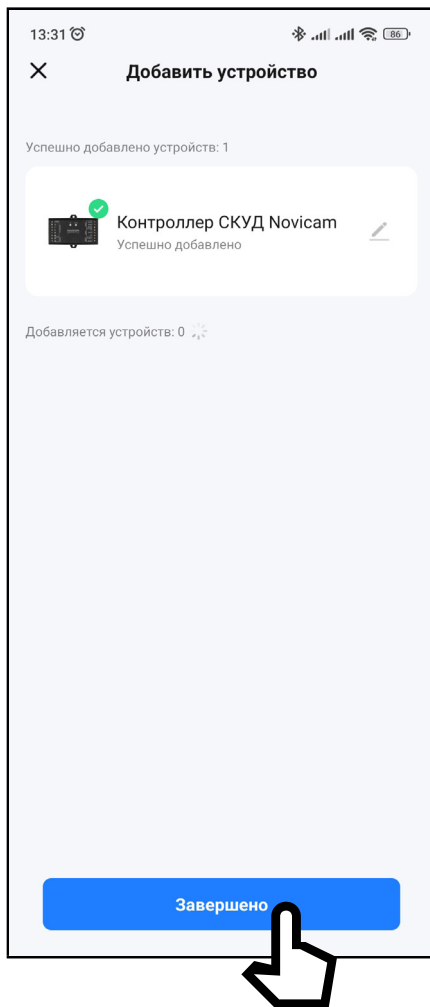 13:31
86
Добавить устройство
Успешно добавлено устройств: 1
Контроллер СКУД Novicam
Успешно добавлено
Добавляется устройств: 0
Завершено